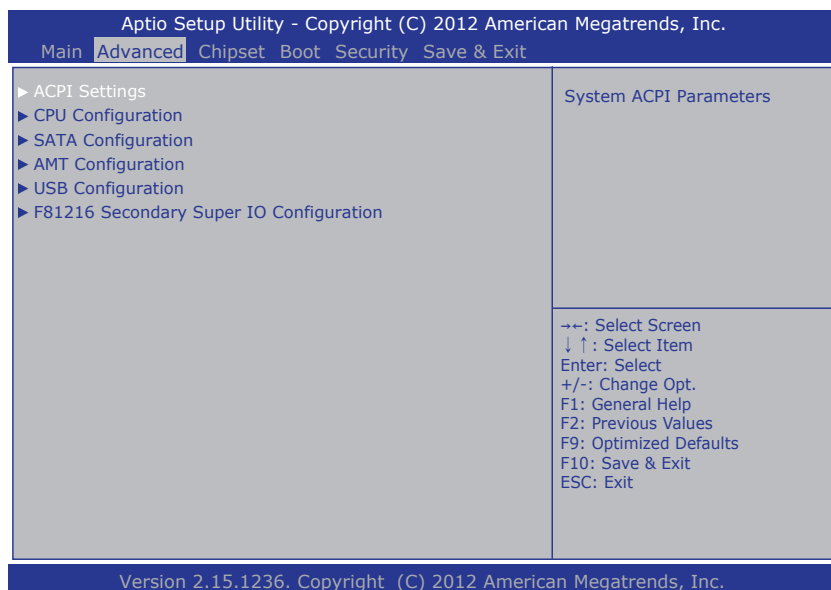 Aptio Setup Utility - Copyright (C) 2012 American Megatrends, Inc.
Main Advanced Chipset Boot Security Save & Exit
▶ ACPI Settings
▶ CPU Configuration
▶ SATA Configuration
▶ AMT Configuration
▶ USB Configuration
▶ F81216 Secondary Super IO Configuration
System ACPI Parameters
→←: Select Screen
↓↑: Select Item
Enter: Select
+/-: Change Opt.
F1: General Help
F2: Previous Values
F9: Optimized Defaults
F10: Save & Exit
ESC: Exit
Version 2.15.1236. Copyright (C) 2012 American Megatrends, Inc.